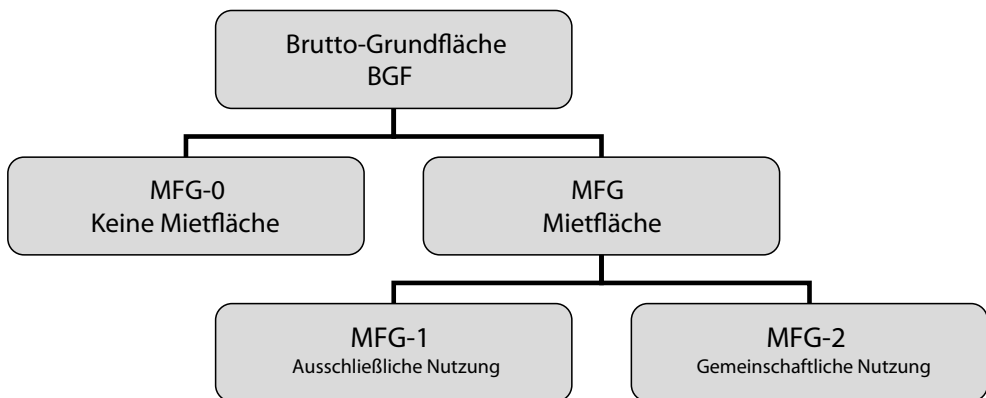 Brutto-Grundfläche
BGF
MFG-0
Keine Mietfläche
MFG
Mietfläche
MFG-1
Ausschließliche Nutzung
MFG-2
Gemeinschaftliche Nutzung